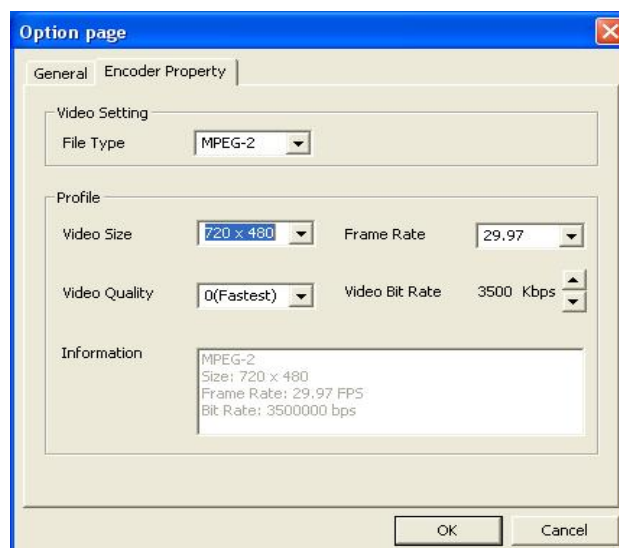 Option page
General Encoder Property
Video Setting
File Type MPEG-2
Profile
Video Size 720 x 480 Frame Rate 29.97
Video Quality 0(Fastest) Video Bit Rate 3500 Kbps
Information
MPEG-2
Size: 720 x 480
Frame Rate: 29.97 FPS
Bit Rate: 3500000 bps
OK Cancel